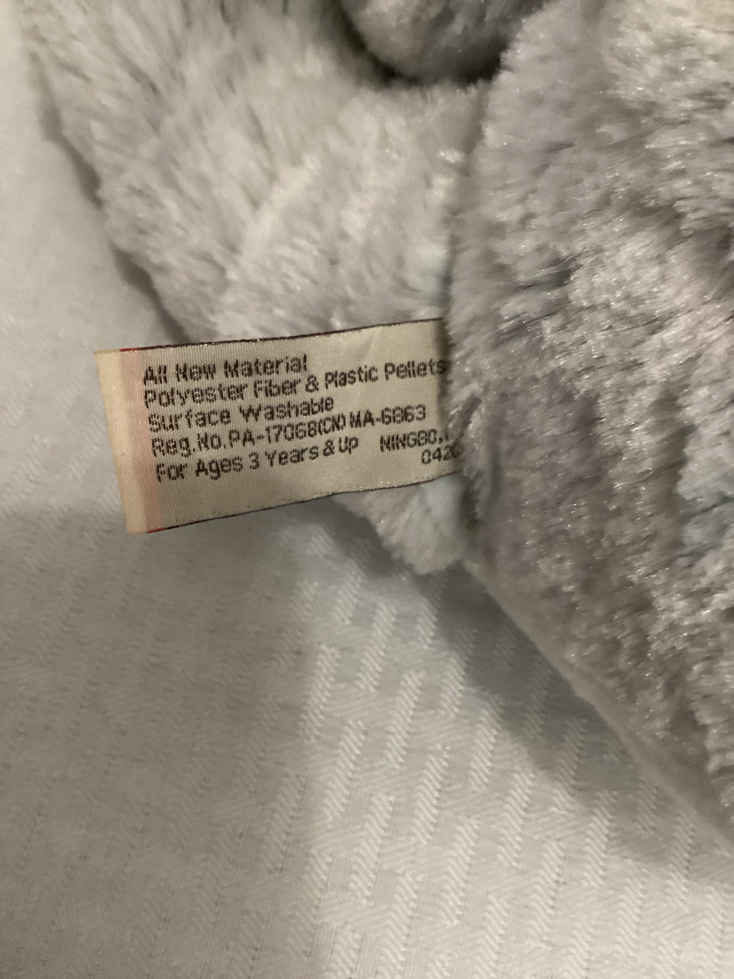 All New Material
Polyester Fiber & Plastic Pellets
Surface Washable
Reg.No.PA-17068(CN) MA-6863
For Ages 3 Years & Up NINGBO,
042